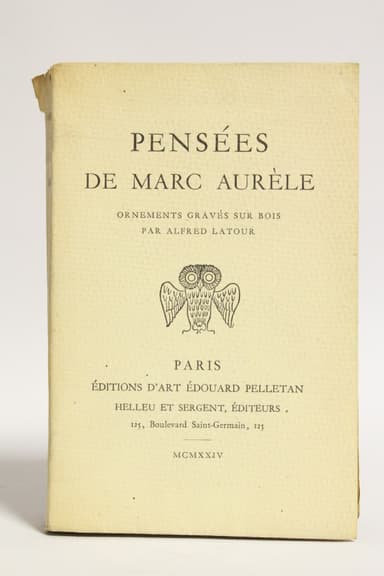 PENSÉES
DE MARC AURÈLE
ORNEMENTS GRAVÉS SUR BOIS
PAR ALFRED LATOUR
PARIS
ÉDITIONS D'ART ÉDOUARD PELLETAN
HELLEU ET SERGENT, ÉDITEURS
125, Boulevard Saint-Germain, 125
MCMXXIV